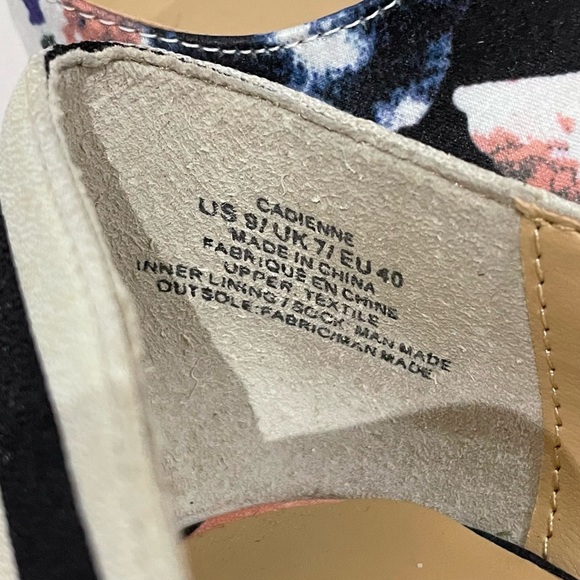 CADIENNE
US 9/ UK 7/ EU 40
MADE IN CHINA
FABRIQUE EN CHINE
UPPER: TEXTILE
INNER LINING/SOCK: MAN MADE
OUTSOLE:FABRIC/MAN MADE